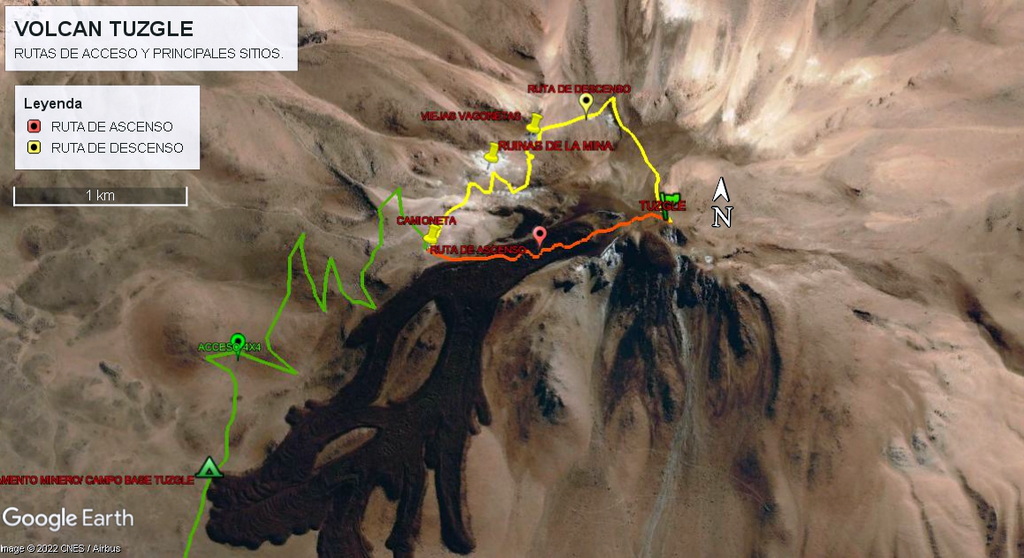 VOLCAN TUZGLE
RUTAS DE ACCESO Y PRINCIPALES SITIOS.
Leyenda
RUTA DE ASCENSO
RUTA DE DESCENSO
1 km
RUTA DE DESCENSO
VIEJAS VAGONETAS
RUINAS DE LA MINA
TUZGLE
N
CAMIONETA
RUTA DE ASCENSO
ACCESO 4X4
AMENTO MINERO/ CAMPO BASE TUZGLE
Google Earth
Image © 2022 CNES / Airbus